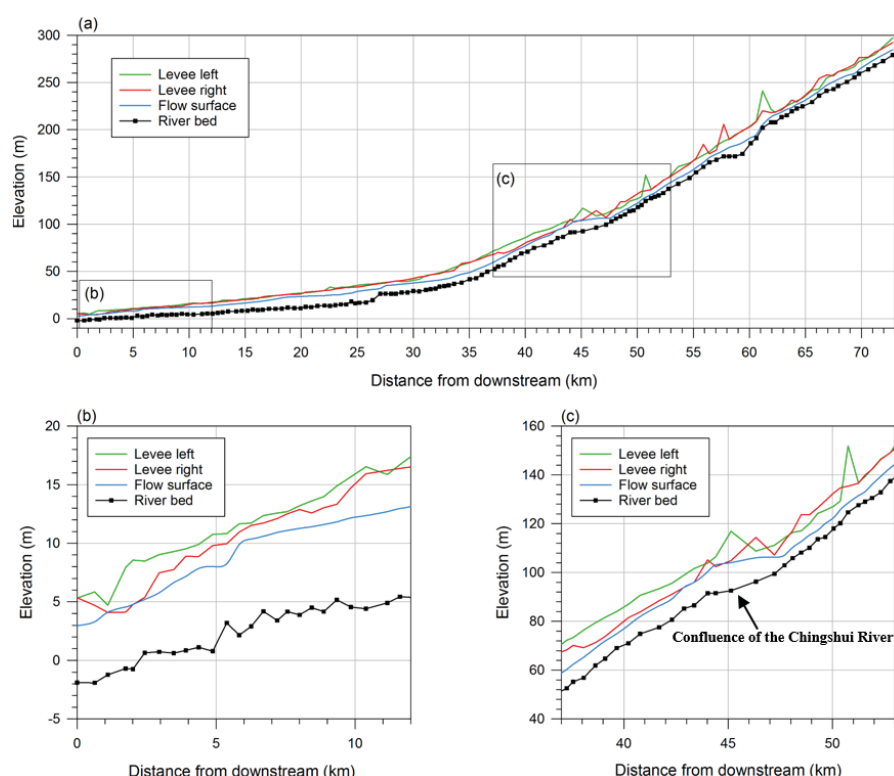 (a)
300
250
200
150
100
50
0
Elevation (m)
Levee left
Levee right
Flow surface
River bed
(c)
(b)
0 5 10 15 20 25 30 35 40 45 50 55 60 65 70
Distance from downstream (km)
(b)
20
15
10
5
0
-5
Elevation (m)
Levee left
Levee right
Flow surface
River bed
0 5 10
Distance from downstream (km)
(c)
160
140
120
100
80
60
40
Elevation (m)
Levee left
Levee right
Flow surface
River bed
Confluence of the Chingshui River
40 45 50
Distance from downstream (km)